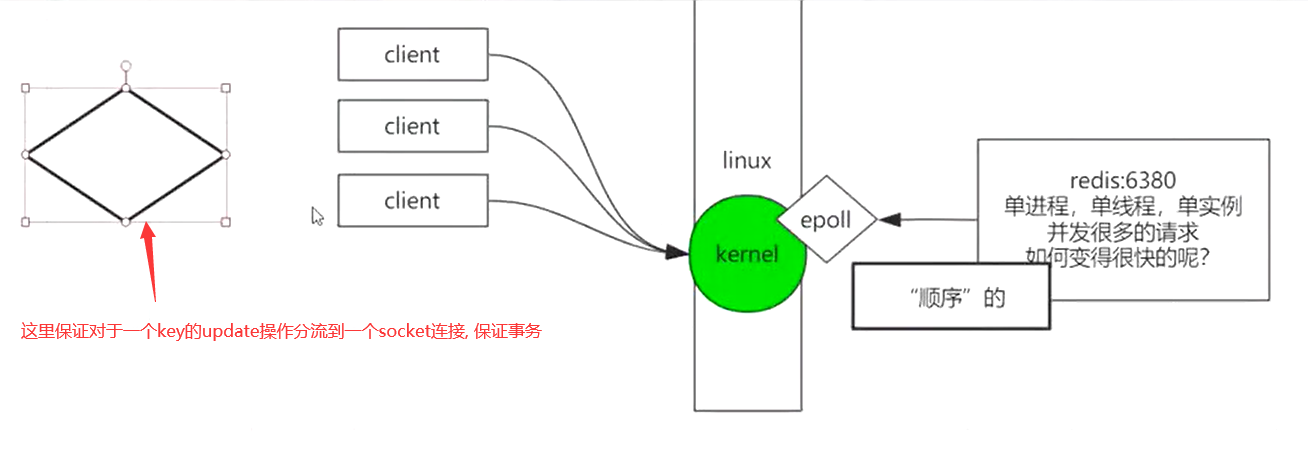 client
client
client
linux
kernel
epoll
redis:6380
单进程，单线程，单实例
并发很多的请求
如何变得很快的呢？
“顺序”的
这里保证对于一个key的update操作分流到一个socket连接, 保证事务